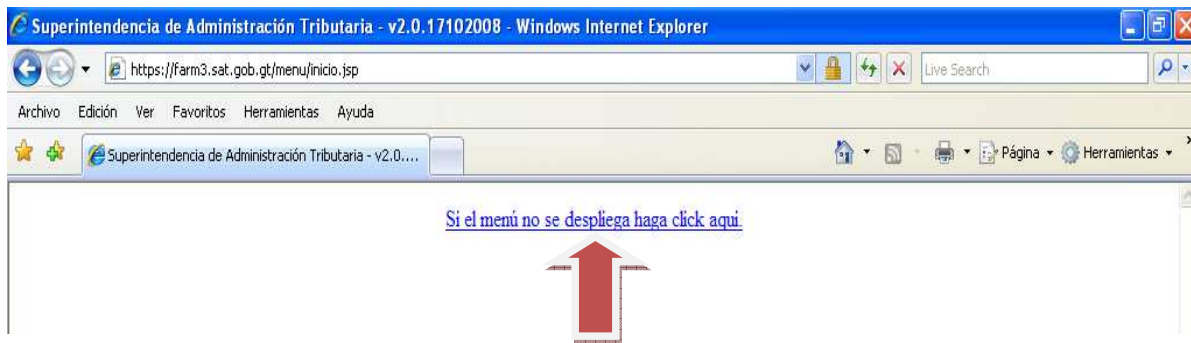 Superintendencia de Administración Tributaria - v2.0.17102008 - Windows Internet Explorer
https://farm3.sat.gob.gt/menu/inicio.jsp Live Search
Archivo Edición Ver Favoritos Herramientas Ayuda
Superintendencia de Administración Tributaria - v2.0.... Página Herramientas
Si el menú no se despliega haga click aqui.